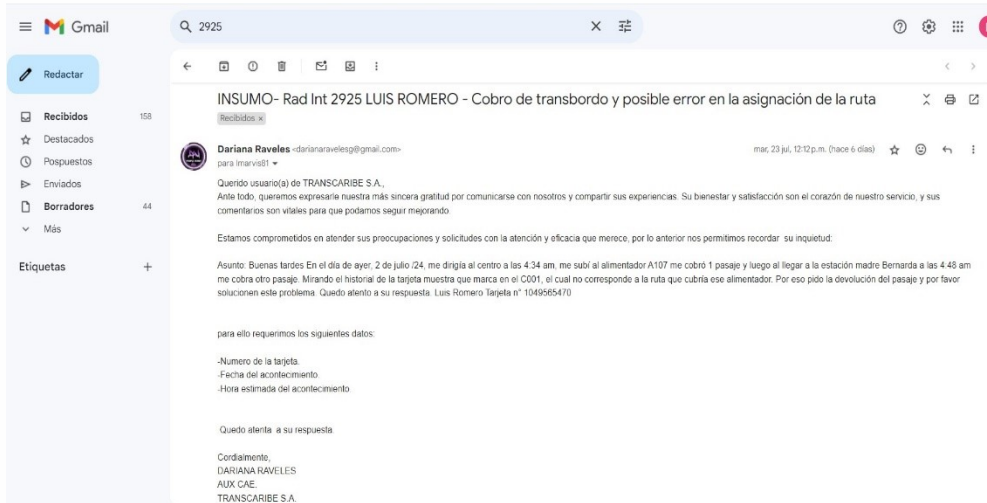 Gmail
2925
Redactar
Recibidos 158
Destacados
Pospuestos
Enviados
Borradores 44
Más
Etiquetas
INSUMO- Rad Int 2925 LUIS ROMERO - Cobro de transbordo y posible error en la asignación de la ruta
Recibidos x
Dariana Raveles <darianaravelesg@gmail.com> mar, 23 jul, 12:12 p.m. (hace 6 días)
para lmarvis81
Querido usuario(a) de TRANSCARIBE S.A.,
Ante todo, queremos expresarle nuestra más sincera gratitud por comunicarse con nosotros y compartir sus experiencias. Su bienestar y satisfacción son el corazón de nuestro servicio, y sus
comentarios son vitales para que podamos seguir mejorando.
Estamos comprometidos en atender sus preocupaciones y solicitudes con la atención y eficacia que merece, por lo anterior nos permitimos recordar su inquietud:
Asunto: Buenas tardes En el día de ayer, 2 de julio /24, me dirigía al centro a las 4:34 am, me subí al alimentador A107 me cobró 1 pasaje y luego al llegar a la estación madre Bernarda a las 4:48 am
me cobra otro pasaje. Mirando el historial de la tarjeta muestra que marca en el C001, el cual no corresponde a la ruta que cubría ese alimentador. Por eso pido la devolución del pasaje y por favor
solucionen este problema. Quedo atento a su respuesta. Luis Romero Tarjeta n° 1049565470
para ello requerimos los siguientes datos:
-Numero de la tarjeta.
-Fecha del acontecimiento.
-Hora estimada del acontecimiento.
Quedo atenta a su respuesta.
Cordialmente,
DARIANA RAVELES
AUX CAE.
TRANSCARIBE S.A.